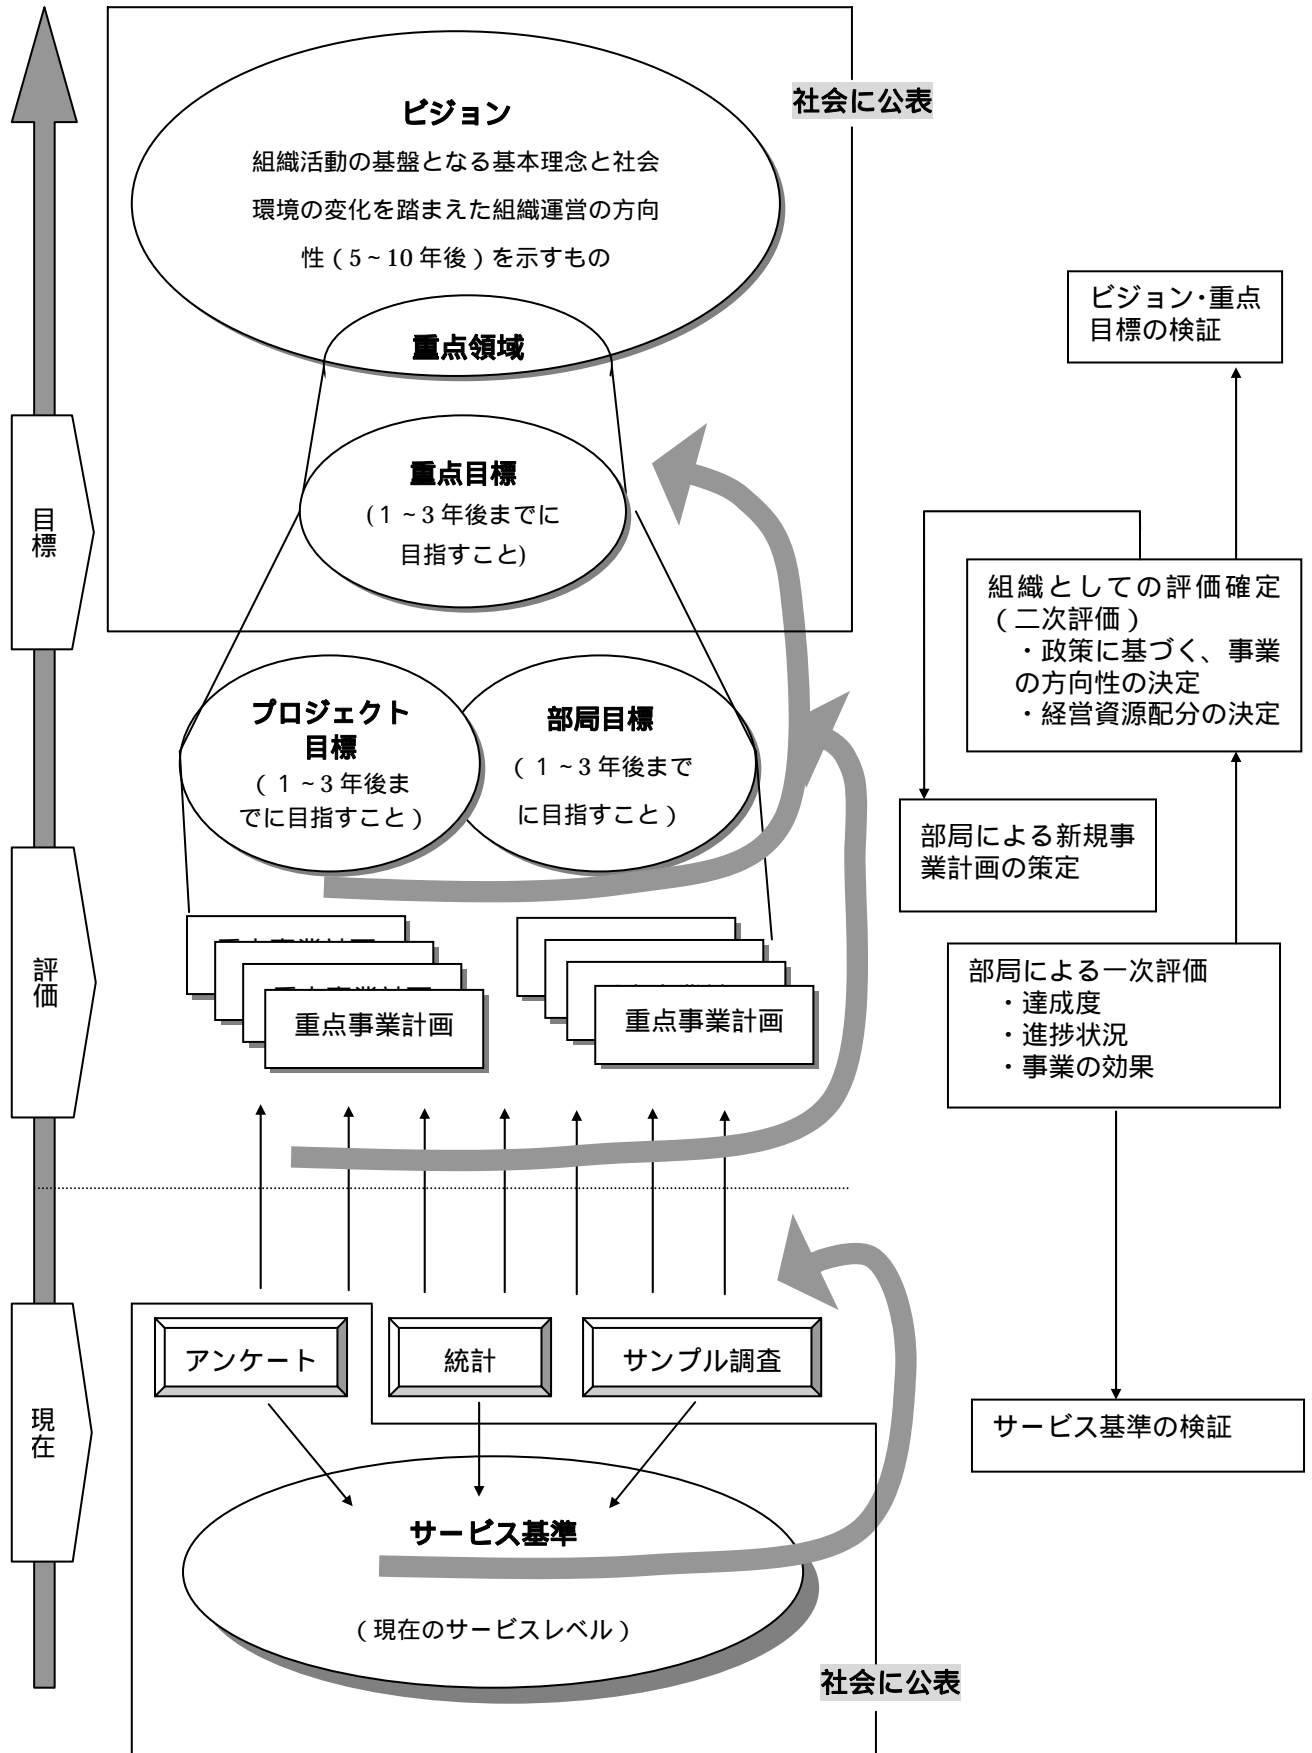 社会に公表
ビジョン
組織活動の基盤となる基本理念と社会
環境の変化を踏まえた組織運営の方向
性(5~10年後)を示すもの
重点領域
重点目標
(1~3年後までに
目指すこと)
プロジェクト
目標
(1~3年後ま
でに目指すこと)
部局目標
(1~3年後まで
に目指すこと)
重点事業計画
重点事業計画
重点事業計画
重点事業計画
アンケート
統計
サンプル調査
サービス基準
(現在のサービスレベル)
社会に公表
目標
評価
現在
ビジョン・重点
目標の検証
組織としての評価確定
(二次評価)
・政策に基づく、事業
の方向性の決定
・経営資源配分の決定
部局による新規事
業計画の策定
部局による一次評価
・達成度
・進捗状況
・事業の効果
サービス基準の検証